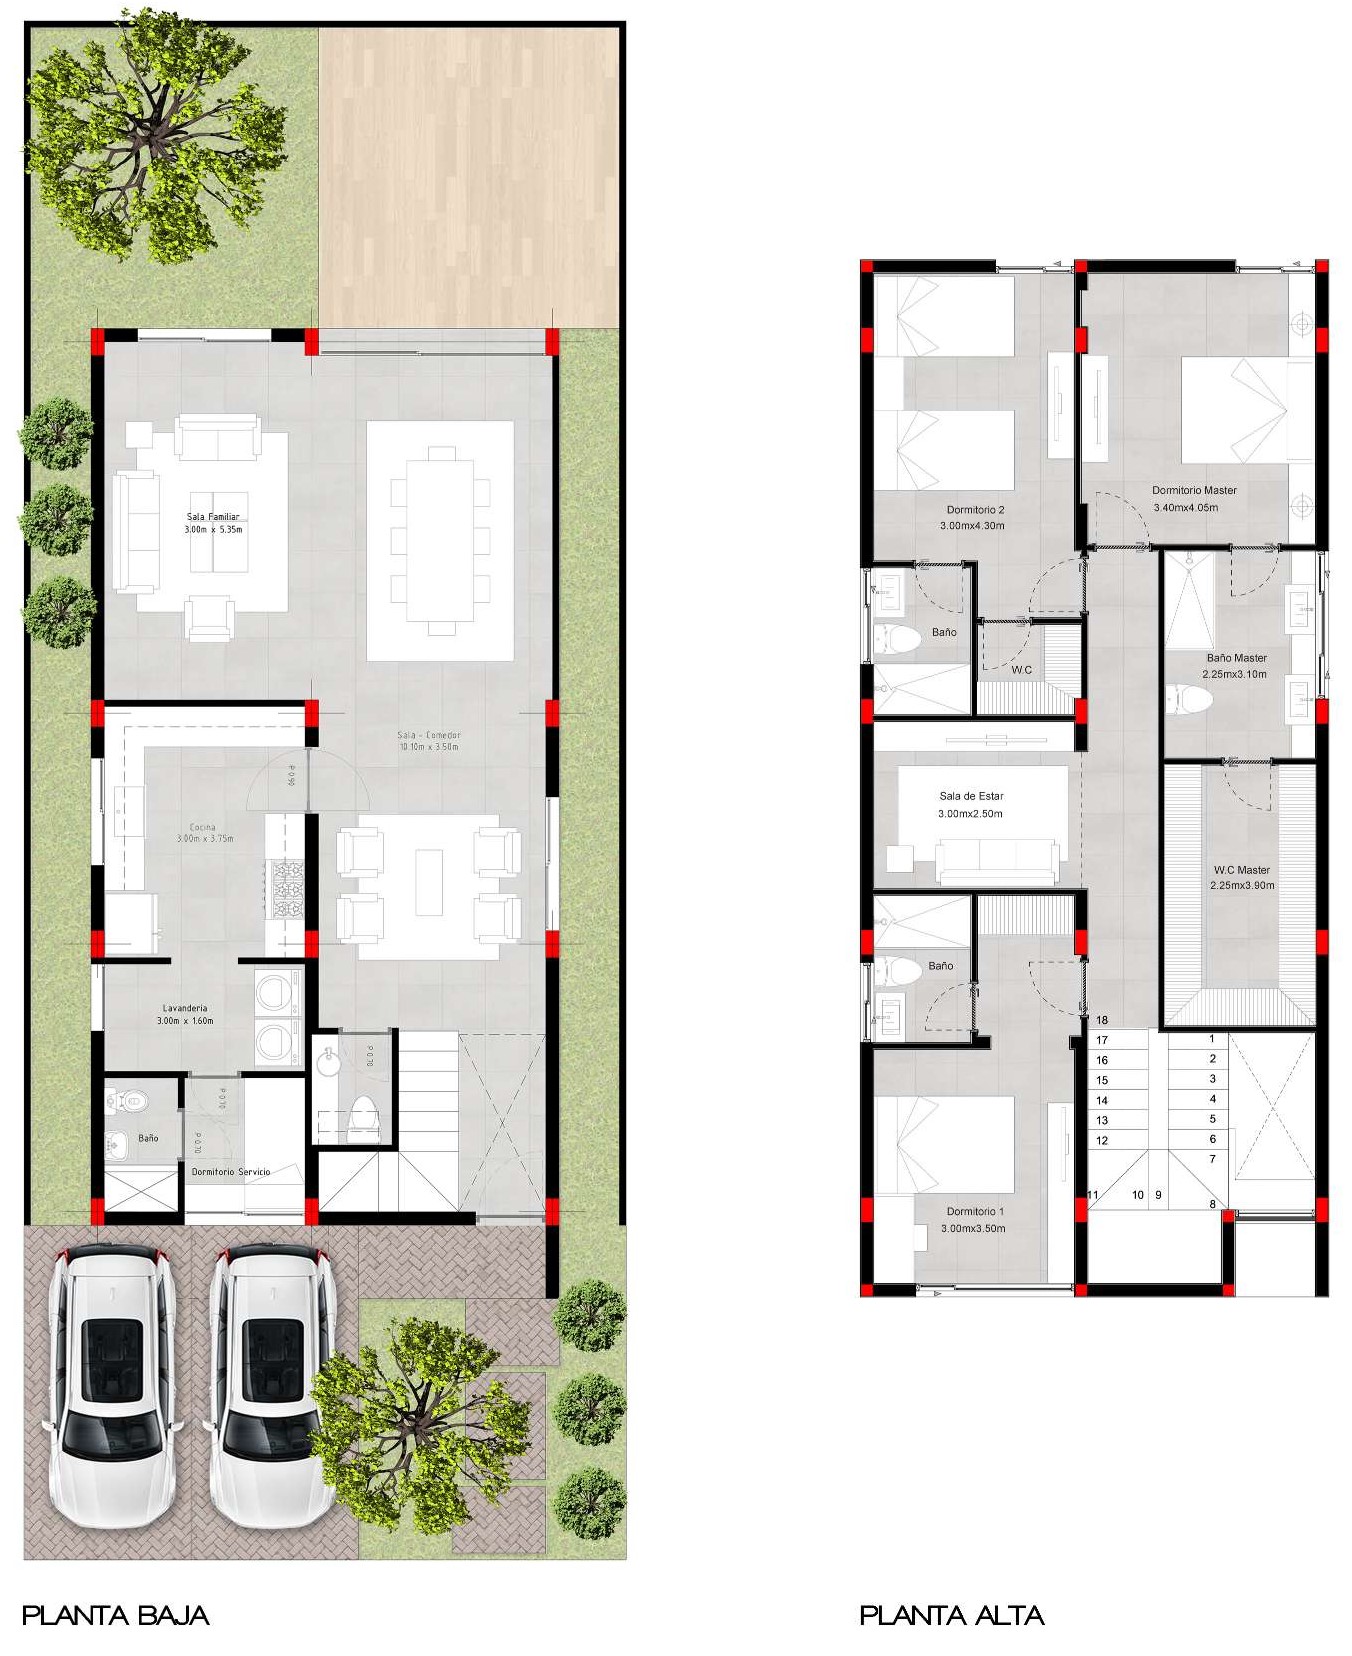 Sala Familiar
3.00m x 5.35m
Sala - Comedor
10.10m x 3.50m
P 0.90
Cocina
3.00m x 3.75m
Lavanderia
3.00m x 1.60m
P 0.70
P 0.70
Baño
P 0.70
Dormitorio Servicio
PLANTA BAJA
Dormitorio 2
3.00mx4.30m
Dormitorio Master
3.40mx4.05m
Baño
W.C
Baño Master
2.25mx3.10m
Sala de Estar
3.00mx2.50m
W.C Master
2.25mx3.90m
Baño
18
17
16
15
14
13
12
11
10
9
1
2
3
4
5
6
7
8
Dormitorio 1
3.00mx3.50m
PLANTA ALTA